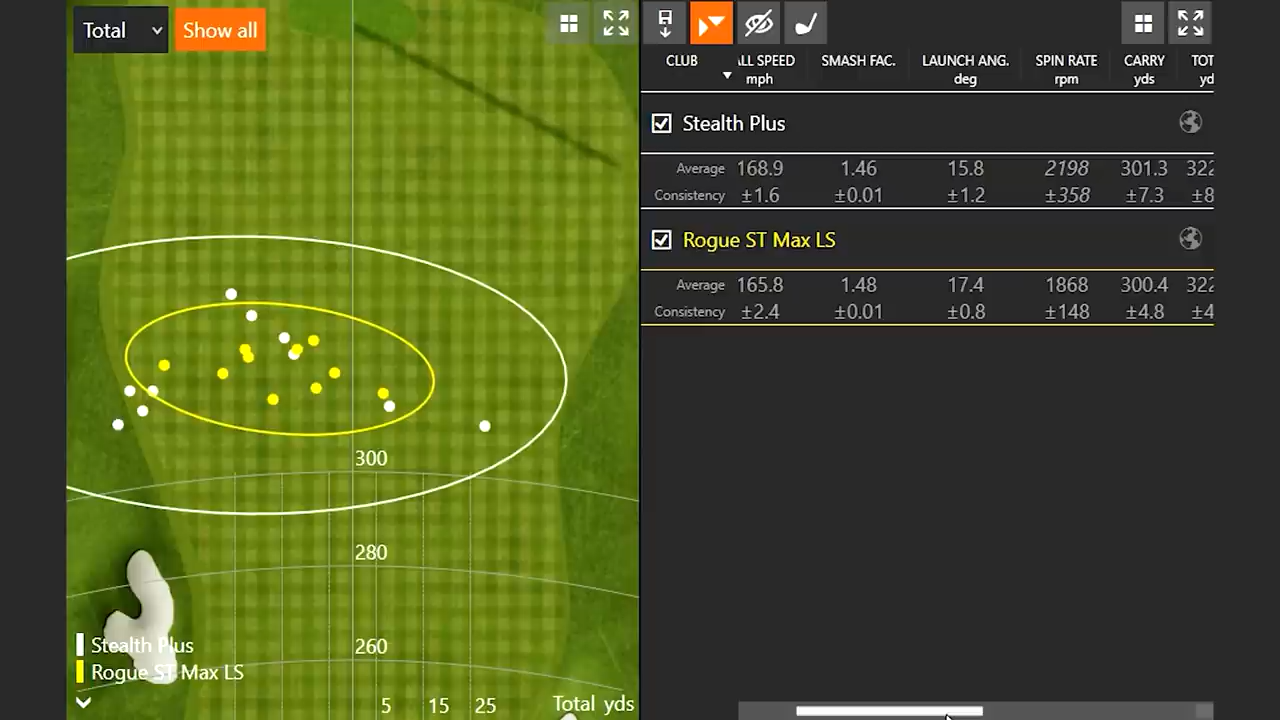 Total
Show all
300
280
260
5 15 25 Total yds
Stealth Plus
Rogue ST Max LS
CLUB ALL SPEED SMASH FAC. LAUNCH ANG. SPIN RATE CARRY TOT
mph deg rpm yds yd
Stealth Plus
Average 168.9 1.46 15.8 2198 301.3 322
Consistency ±1.6 ±0.01 ±1.2 ±358 ±7.3 ±8
Rogue ST Max LS
Average 165.8 1.48 17.4 1868 300.4 322
Consistency ±2.4 ±0.01 ±0.8 ±148 ±4.8 ±4